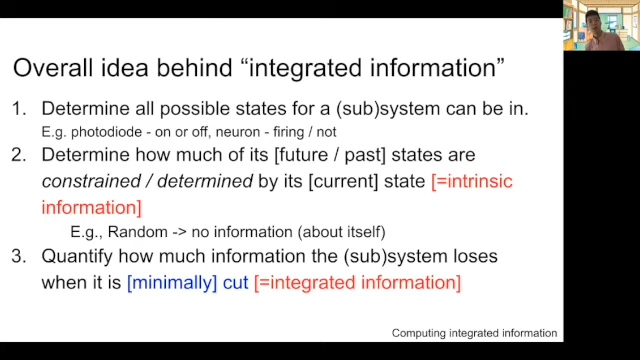 Overall idea behind “integrated information”
1. Determine all possible states for a (sub)system can be in.
E.g. photodiode - on or off, neuron - firing / not
2. Determine how much of its [future / past] states are
constrained / determined by its [current] state [=intrinsic
information]
E.g., Random -> no information (about itself)
3. Quantify how much information the (sub)system loses
when it is [minimally] cut [=integrated information]
Computing integrated information